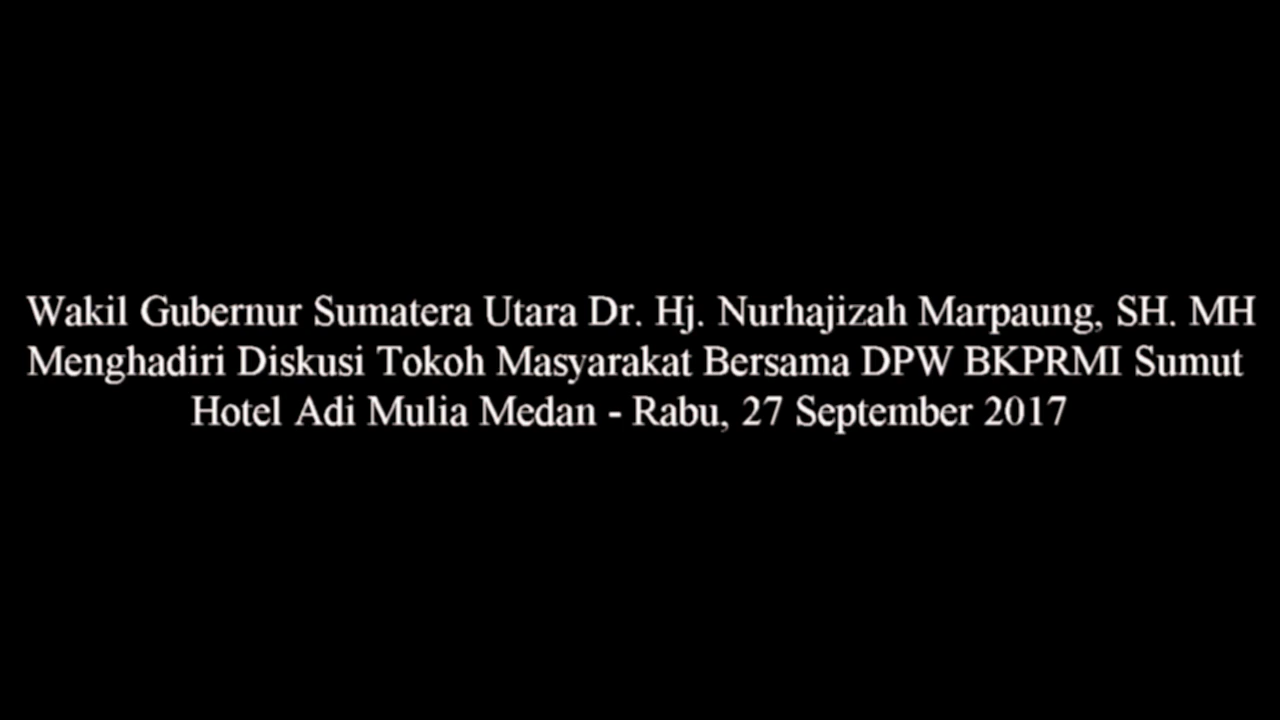 Wakil Gubernur Sumatera Utara Dr. Hj. Nurhajizah Marpaung, SH. MH
Menghadiri Diskusi Tokoh Masyarakat Bersama DPW BKPRMI Sumut
Hotel Adi Mulia Medan - Rabu, 27 September 2017